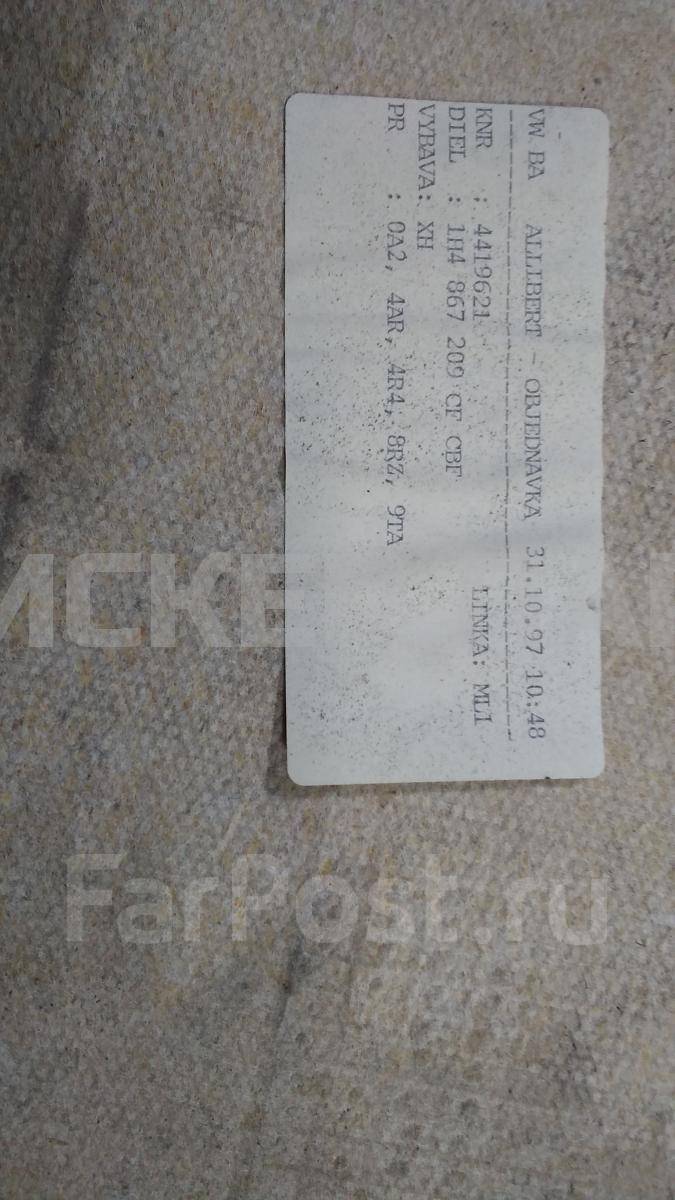 VW BA ALLIBERT - OBJEDNAVKA 31.10.97 10:48
KNR : 4419621 LINKA: ML1
DIEL : 1H4 867 209 CF CBF
VYBAVA: XH
PR : 0A2, 4AR, 4R4, 8RZ, 9TA
FarPost.ru